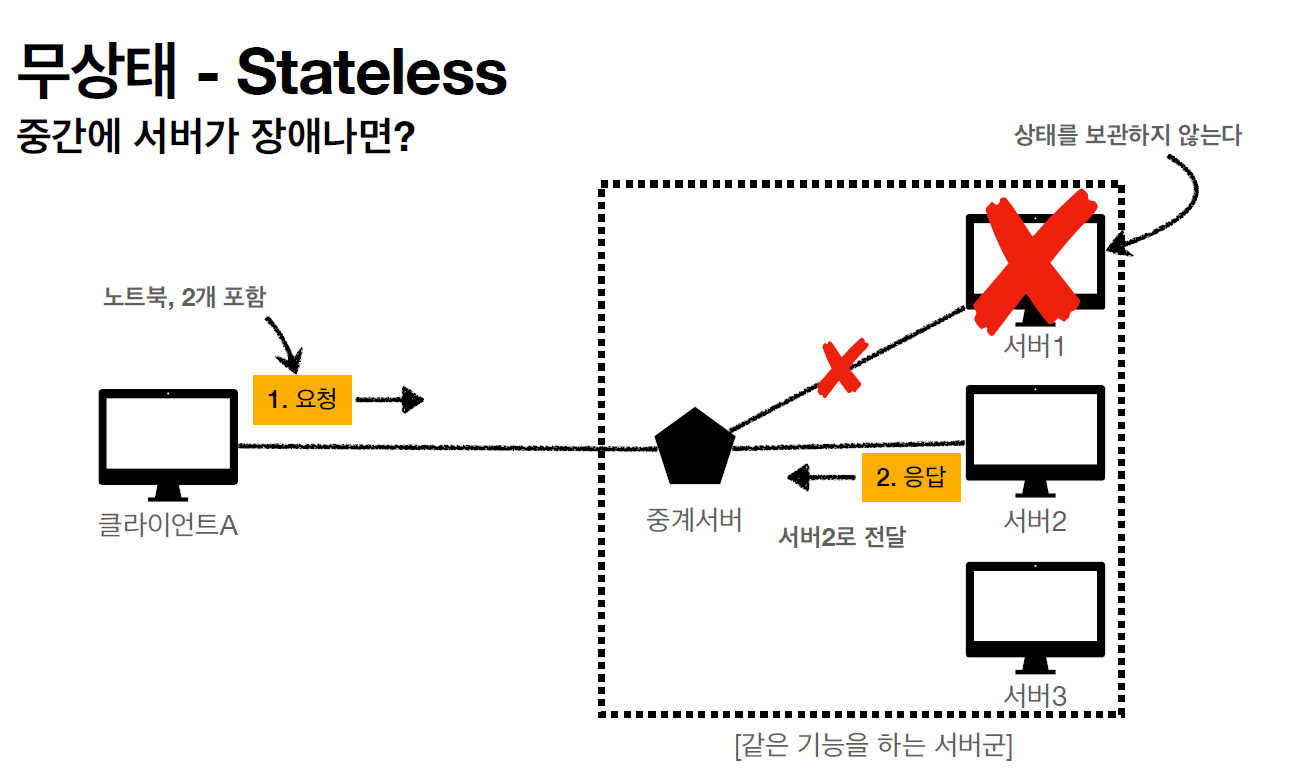 무상태 - Stateless
중간에 서버가 장애나면?
상태를 보관하지 않는다
노트북, 2개 포함
1. 요청
클라이언트A
중계서버
서버1
2. 응답
서버2로 전달
서버2
서버3
[같은 기능을 하는 서버군]